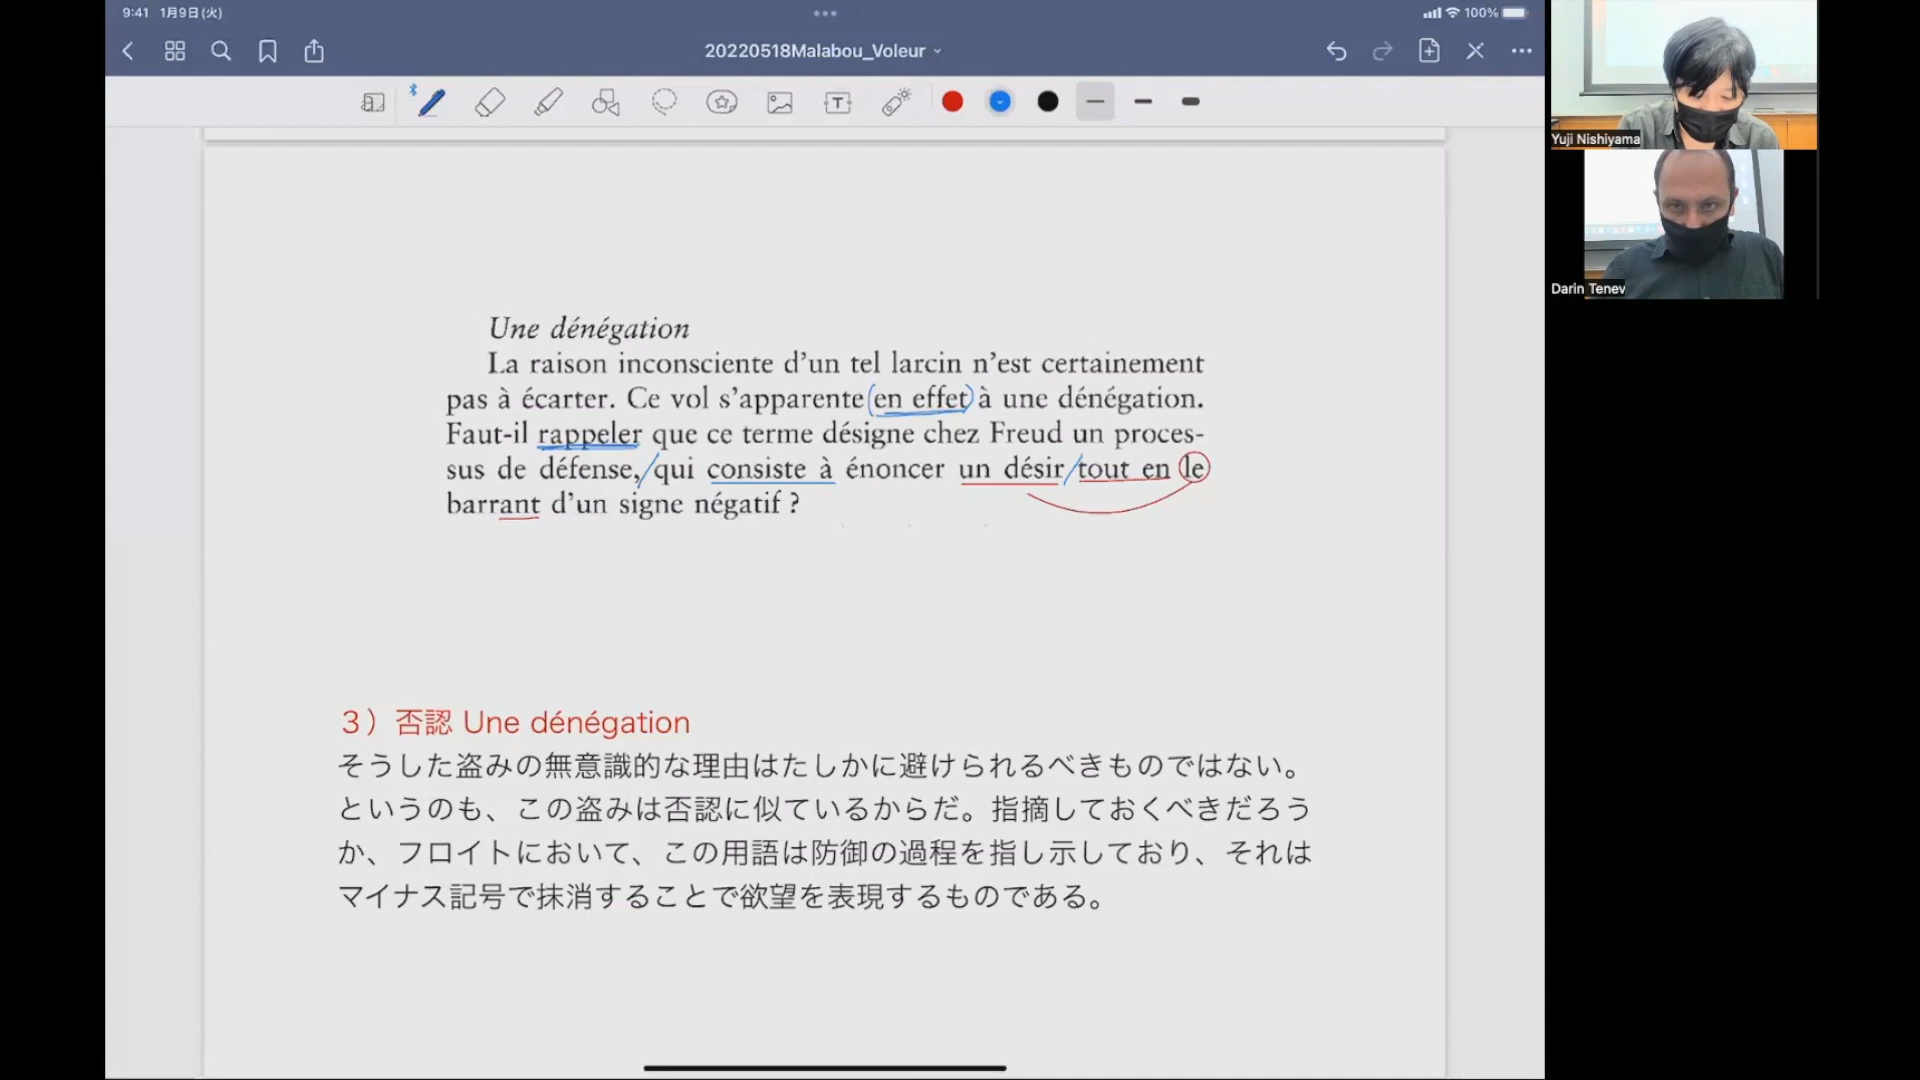 9:41 1月9日(火)
100%
20220518Malabou_Voleur
T
Yuji Nishiyama
Darin Tenev
Une dénégation
La raison inconsciente d'un tel larcin n'est certainement
pas à écarter. Ce vol s'apparente (en effet) à une dénégation.
Faut-il rappeler que ce terme désigne chez Freud un proces-
sus de défense,/qui consiste à énoncer un désir/tout en le
barrant d'un signe négatif ?
３）否認 Une dénégation
そうした盗みの無意識的な理由はたしかに避けられるべきものではない。
というのも、この盗みは否認に似ているからだ。指摘しておくべきだろう
か、フロイトにおいて、この用語は防御の過程を指し示しており、それは
マイナス記号で抹消することで欲望を表現するものである。